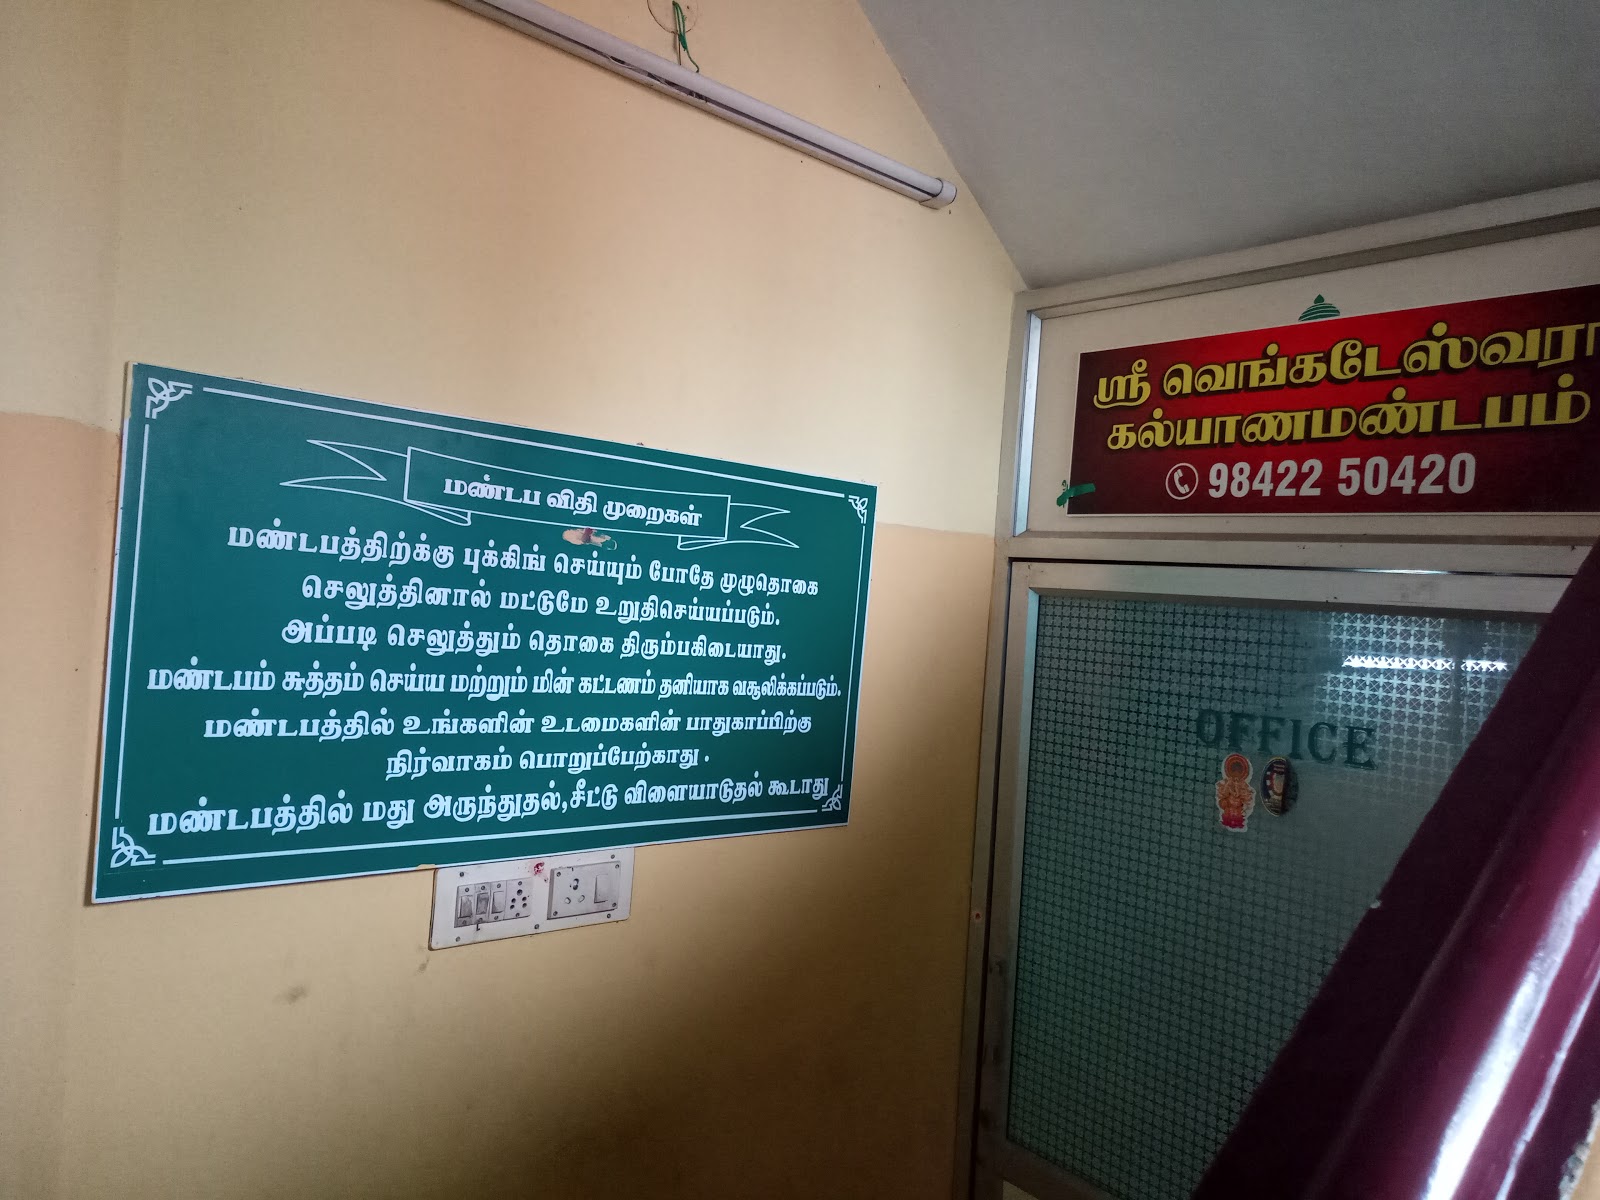 மண்டப விதி முறைகள்
மண்டபத்திற்க்கு புக்கிங் செய்யும் போதே முழுதொகை
செலுத்தினால் மட்டுமே உறுதிசெய்யப்படும்.
அப்படி செலுத்தும் தொகை திரும்பகிடையாது.
மண்டபம் சுத்தம் செய்ய மற்றும் மின் கட்டணம் தனியாக வசூலிக்கப்படும்.
மண்டபத்தில் உங்களின் உடமைகளின் பாதுகாப்பிற்கு
நிர்வாகம் பொறுப்பேற்காது .
மண்டபத்தில் மது அருந்துதல்,சீட்டு விளையாடுதல் கூடாது
ஸ்ரீ வெங்கடேஸ்வரா
கல்யாணமண்டபம்
98422 50420
OFFICE